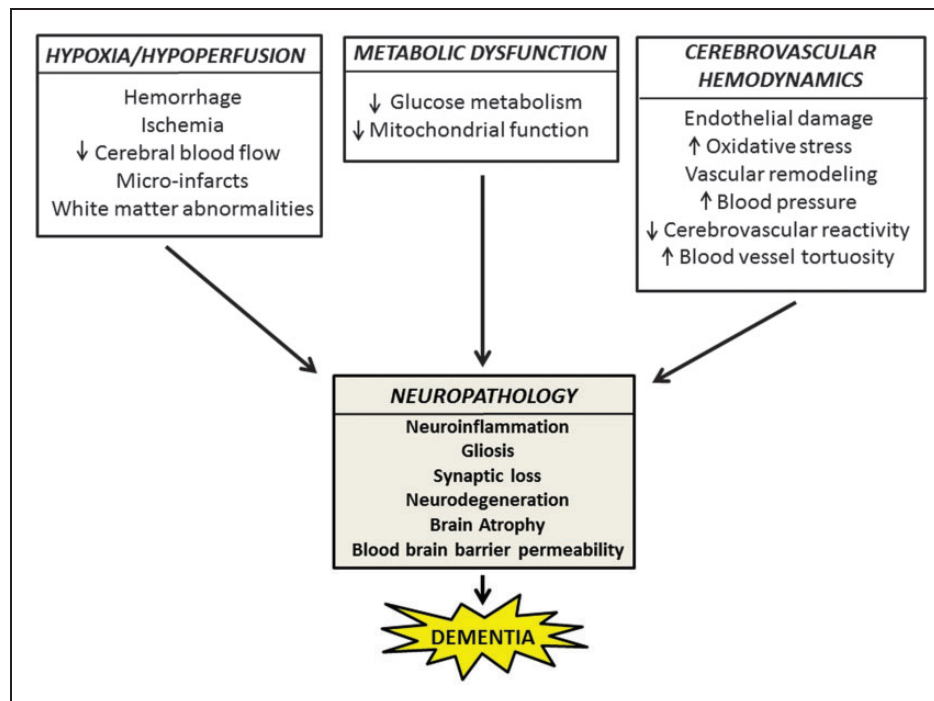 HYPOXIA/HYPOPERFUSION
Hemorrhage
Ischemia
↓ Cerebral blood flow
Micro-infarcts
White matter abnormalities
METABOLIC DYSFUNCTION
↓ Glucose metabolism
↓ Mitochondrial function
CEREBROVASCULAR
HEMODYNAMICS
Endothelial damage
↑ Oxidative stress
Vascular remodeling
↑ Blood pressure
↓ Cerebrovascular reactivity
↑ Blood vessel tortuosity
NEUROPATHOLOGY
Neuroinflammation
Gliosis
Synaptic loss
Neurodegeneration
Brain Atrophy
Blood brain barrier permeability
DEMENTIA